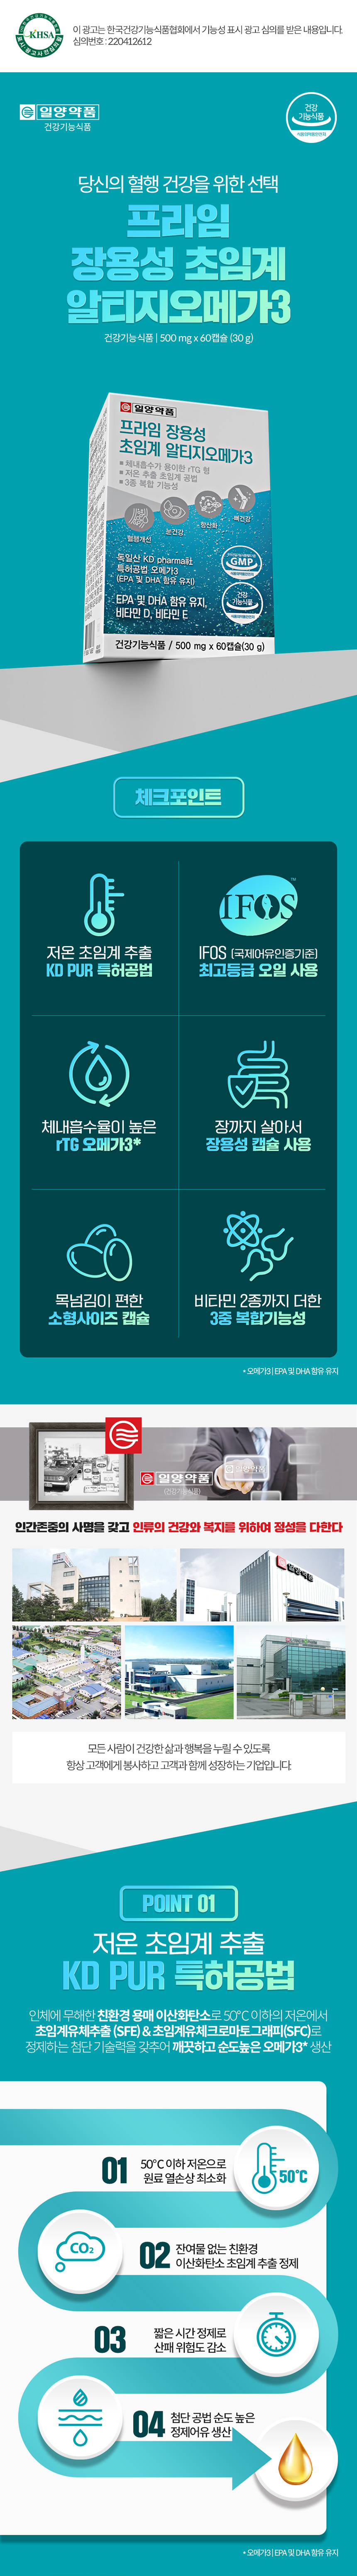 KHSA
이 광고는 한국건강기능식품협회에서 기능성 표시 광고 심의를 받은 내용입니다.
심의번호 : 220412612
일양약품
건강기능식품
건강
기능식품
식품의약품안전처
당신의 혈행 건강을 위한 선택
프라임
장용성 초임계
알티지오메가3
건강기능식품 | 500 mg x 60캡슐 (30 g)
일양약품
프라임 장용성
초임계 알티지오메가3
체내흡수가 용이한 rTG 형
저온 추출 초임계 공법
3종 복합 기능성
혈행개선
눈건강
항산화
뼈건강
독일산 KD pharma社
특허공법 오메가3
(EPA 및 DHA 함유 유지)
GMP
EPA 및 DHA 함유 유지,
비타민 D, 비타민 E
건강
기능식품
건강기능식품 / 500 mg x 60캡슐(30 g)
체크포인트
저온 초임계 추출
KD PUR 특허공법
IFOS
TM
IFOS (국제어유인증기준)
최고등급 오일 사용
체내흡수율이 높은
rTG 오메가3*
장까지 살아서
장용성 캡슐 사용
목넘김이 편한
소형사이즈 캡슐
비타민 2종까지 더한
3중 복합기능성
* 오메가3 | EPA 및 DHA 함유 유지
일양약품
(건강기능식품)
일양약품
인간존중의 사명을 갖고 인류의 건강와 복지를 위하여 정성을 다한다
일양약품
모든 사람이 건강한 삶과 행복을 누릴 수 있도록
항상 고객에게 봉사하고 고객과 함께 성장하는 기업입니다.
POINT 01
저온 초임계 추출
KD PUR 특허공법
인체에 무해한 친환경 용매 이산화탄소로 50°C 이하의 저온에서
초임계유체추출 (SFE) & 초임계유체크로마토그래피(SFC)로
정제하는 첨단 기술력을 갖추어 깨끗하고 순도높은 오메가3* 생산
01
50°C 이하 저온으로
원료 열손상 최소화
50°C
CO2
02
잔여물 없는 친환경
이산화탄소 초임계 추출 정제
03
짧은 시간 정제로
산패 위험도 감소
04
첨단 공법 순도 높은
정제어유 생산
* 오메가3 | EPA 및 DHA 함유 유지